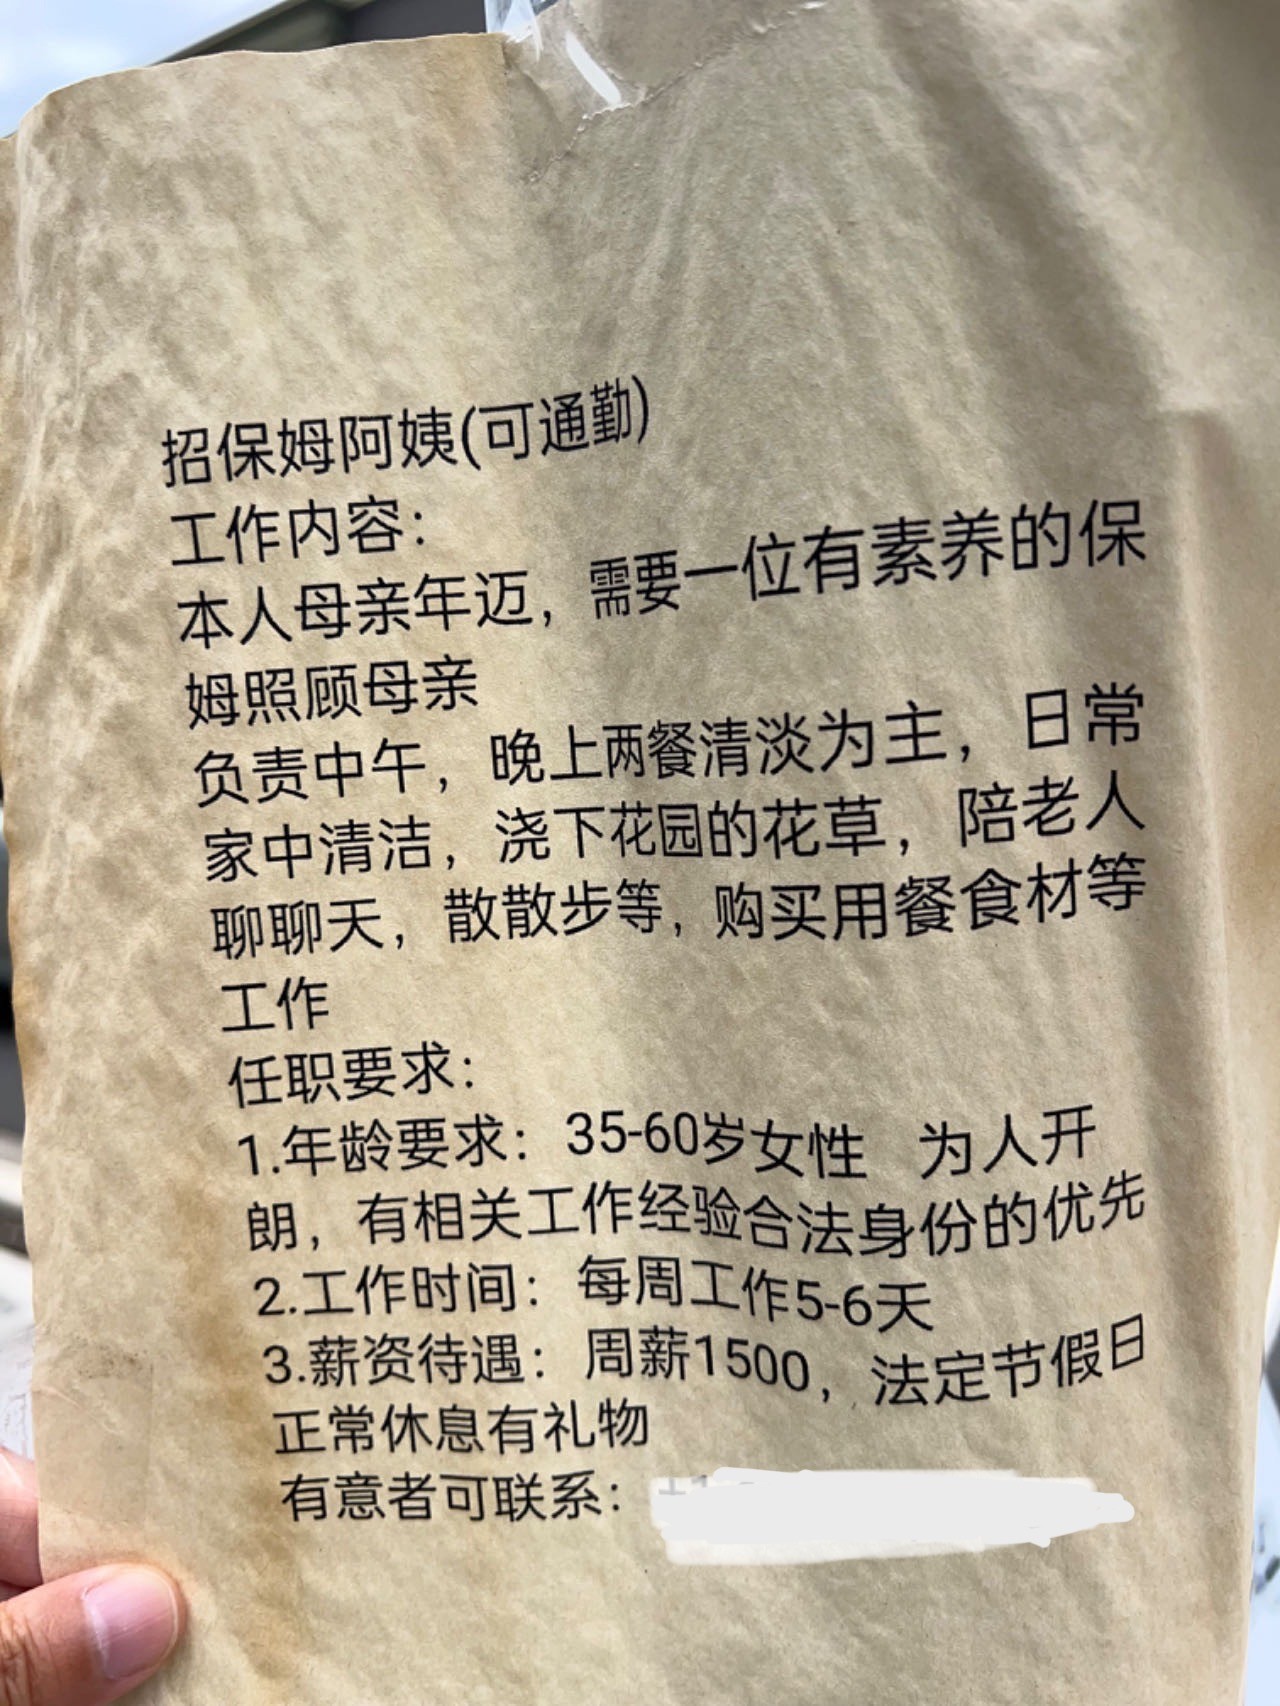 招保姆阿姨(可通勤)
工作内容：
本人母亲年迈，需要一位有素养的保
姆照顾母亲
负责中午，晚上两餐清淡为主，日常
家中清洁，浇下花园的花草，陪老人
聊聊天，散散步等，购买用餐食材等
工作
任职要求：
1.年龄要求：35-60岁女性 为人开
朗，有相关工作经验合法身份的优先
2.工作时间：每周工作5-6天
3.薪资待遇：周薪1500，法定节假日
正常休息有礼物
有意者可联系：